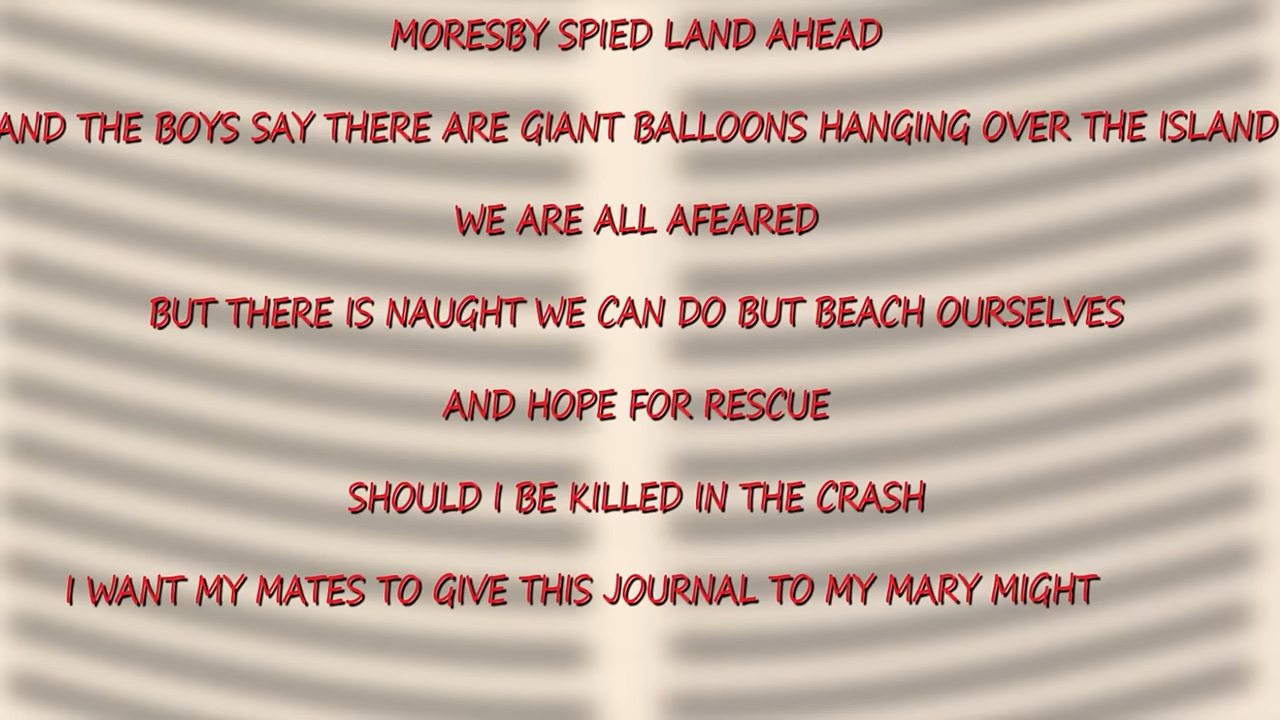 MORESBY SPIED LAND AHEAD
AND THE BOYS SAY THERE ARE GIANT BALLOONS HANGING OVER THE ISLAND
WE ARE ALL AFEARED
BUT THERE IS NAUGHT WE CAN DO BUT BEACH OURSELVES
AND HOPE FOR RESCUE
SHOULD I BE KILLED IN THE CRASH
I WANT MY MATES TO GIVE THIS JOURNAL TO MY MARY MIGHT